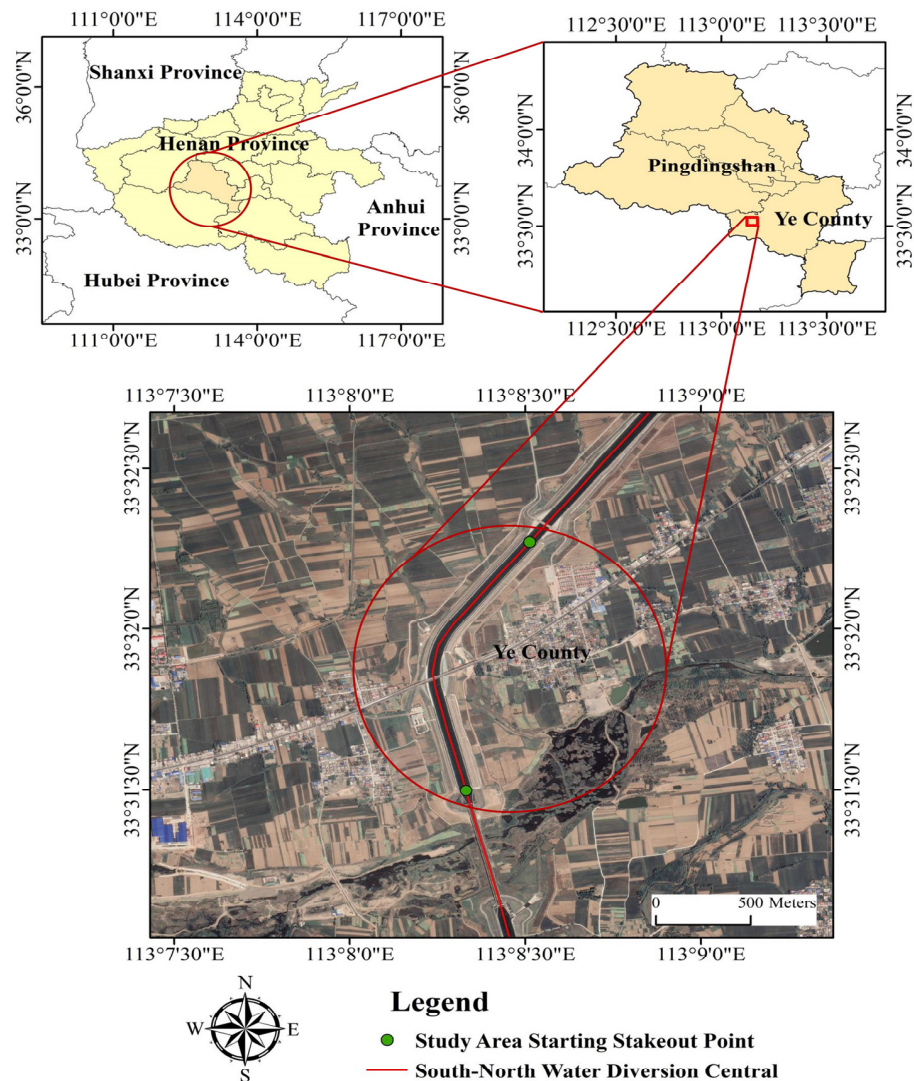 114°0'0"E
117°0'0"E
112°30'0"E
113°0'0"E
113°30'0"E
36°0'0"N
33°0'0"N
Shanxi Province
Henan Province
Anhui
Province
Hubei Province
36°0'0"N
33°0'0"N
34°0'0"N
33°30'0"N
Pingdingshan
Ye County
34°0'0"N
33°30'0"N
111°0'0"E
114°0'0"E
117°0'0"E
112°30'0"E
113°0'0"E
113°30'0"E
113°7'30"E
113°8'0"E
113°8'30"E
113°9'0"E
33°32'30"N
33°32'0"N
33°31'30"N
Ye County
33°32'30"N
33°32'0"N
33°31'30"N
0 500 Meters
113°7'30"E
113°8'0"E
113°8'30"E
113°9'0"E
N
W
E
S
Legend
Study Area Starting Stakeout Point
South-North Water Diversion Central